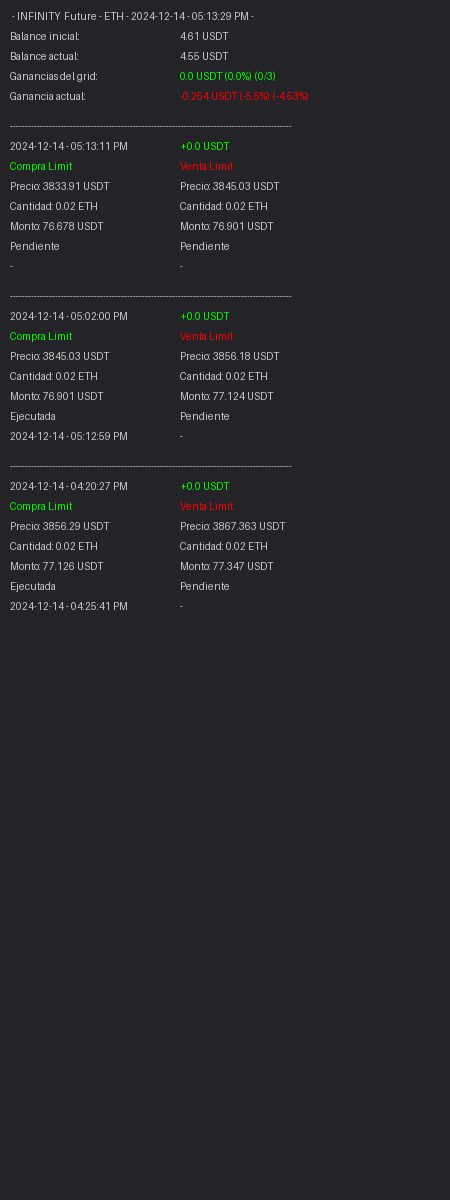 - INFINITY Future - ETH - 2024-12-14 - 05:13:29 PM -
Balance inicial: 4.61 USDT
Balance actual: 4.55 USDT
Ganancias del grid: 0.0 USDT (0.0%) (0/3)
Ganancia actual: -0.254 USDT (-5.5%) (-4.53%)
----------------------------------------------------------------------------------------------
2024-12-14 - 05:13:11 PM +0.0 USDT
Compra Limit Venta Limit
Precio: 3833.91 USDT Precio: 3845.03 USDT
Cantidad: 0.02 ETH Cantidad: 0.02 ETH
Monto: 76.678 USDT Monto: 76.901 USDT
Pendiente Pendiente
- -
----------------------------------------------------------------------------------------------
2024-12-14 - 05:02:00 PM +0.0 USDT
Compra Limit Venta Limit
Precio: 3845.03 USDT Precio: 3856.18 USDT
Cantidad: 0.02 ETH Cantidad: 0.02 ETH
Monto: 76.901 USDT Monto: 77.124 USDT
Ejecutada Pendiente
2024-12-14 - 05:12:59 PM -
----------------------------------------------------------------------------------------------
2024-12-14 - 04:20:27 PM +0.0 USDT
Compra Limit Venta Limit
Precio: 3856.29 USDT Precio: 3867.363 USDT
Cantidad: 0.02 ETH Cantidad: 0.02 ETH
Monto: 77.126 USDT Monto: 77.347 USDT
Ejecutada Pendiente
2024-12-14 - 04:25:41 PM -